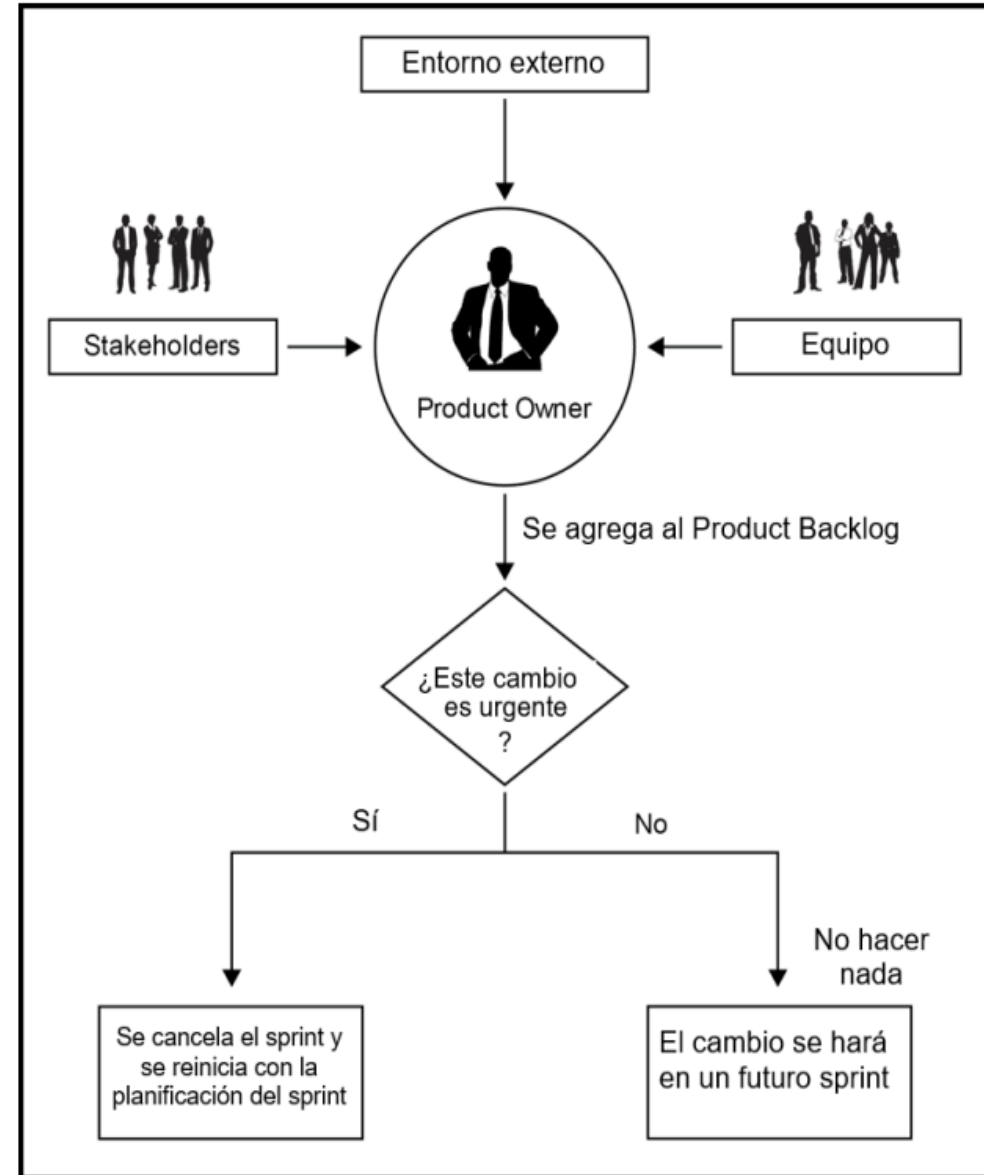 Entorno externo
Stakeholders
Equipo
Product Owner
Se agrega al Product Backlog
¿Este cambio
es urgente
?
Sí
No
No hacer
nada
Se cancela el sprint y
se reinicia con la
planificación del sprint
El cambio se hará
en un futuro sprint